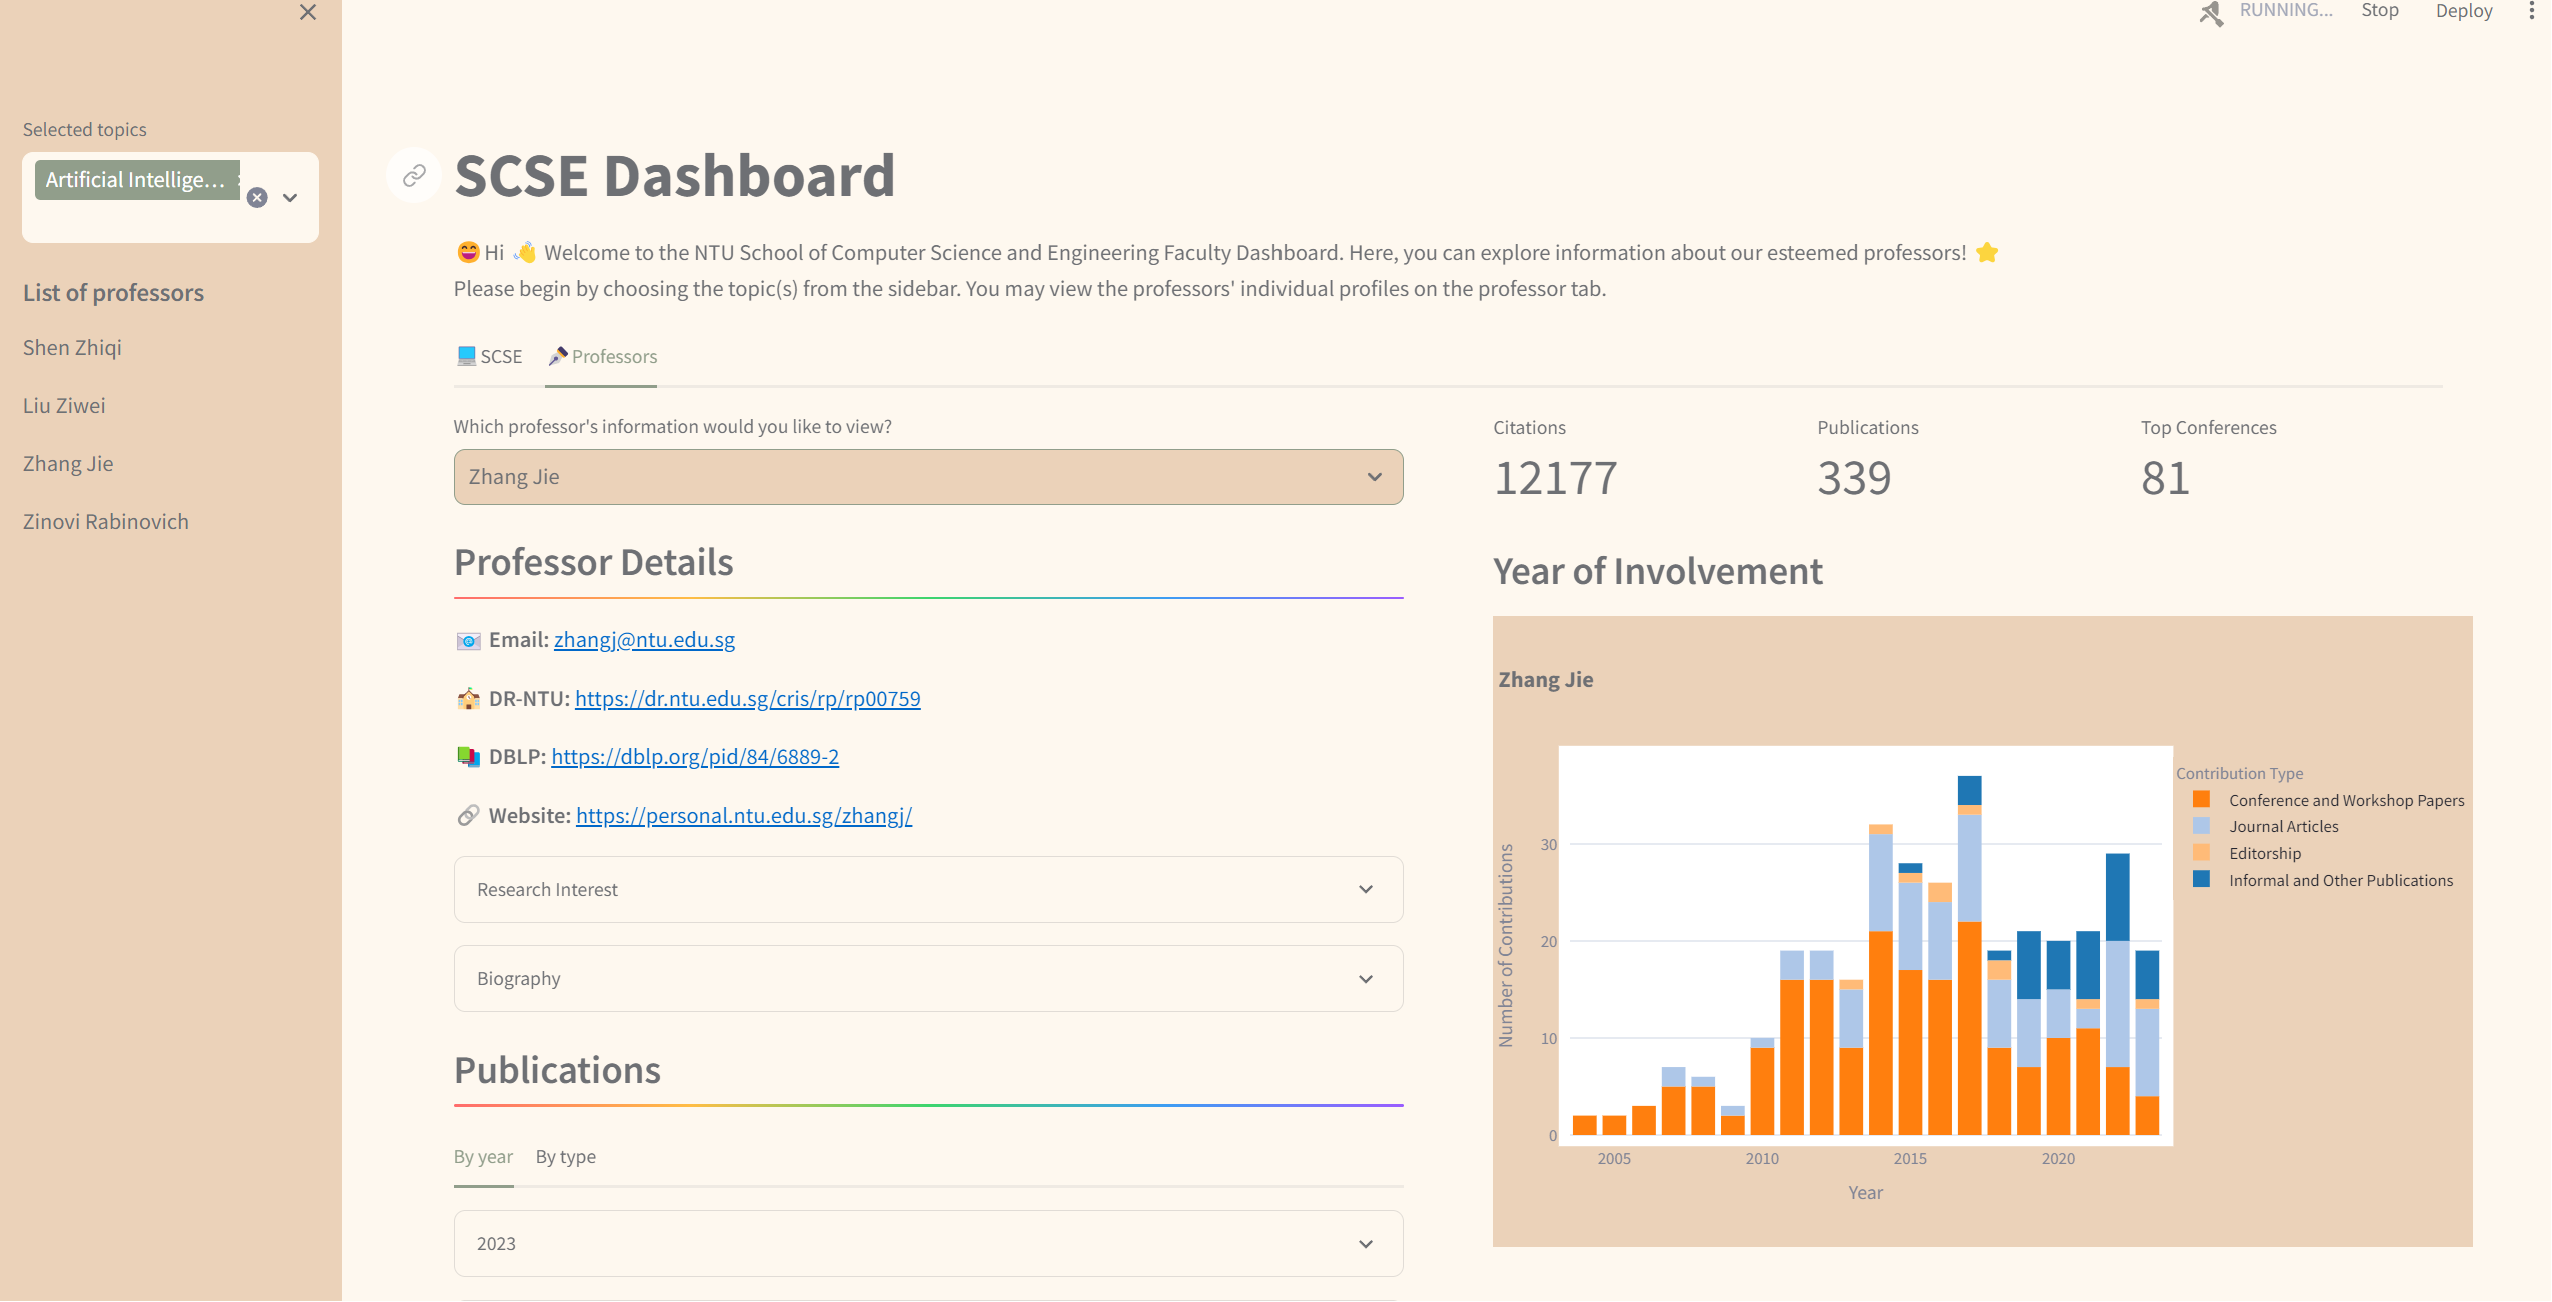 RUNNING...
Stop
Deploy
Selected topics
Artificial Intellige...
List of professors
Shen Zhiqi
Liu Ziwei
Zhang Jie
Zinovi Rabinovich
SCSE Dashboard
Hi Welcome to the NTU School of Computer Science and Engineering Faculty Dashboard. Here, you can explore information about our esteemed professors!
Please begin by choosing the topic(s) from the sidebar. You may view the professors' individual profiles on the professor tab.
SCSE
Professors
Which professor's information would you like to view?
Zhang Jie
Professor Details
Email: zhangj@ntu.edu.sg
DR-NTU: https://dr.ntu.edu.sg/cris/rp/rp00759
DBLP: https://dblp.org/pid/84/6889-2
Website: https://personal.ntu.edu.sg/zhangj/
Research Interest
Biography
Publications
By year
By type
2023
Citations
12177
Publications
339
Top Conferences
81
Year of Involvement
Zhang Jie
Contribution Type
Conference and Workshop Papers
Journal Articles
Editorship
Informal and Other Publications
Number of Contributions
30
20
10
0
2005
2010
2015
2020
Year